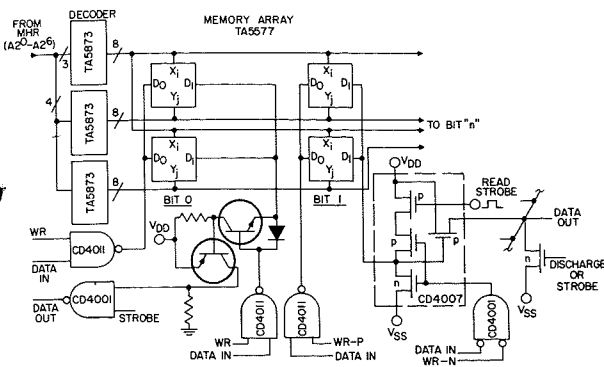 DECODER
FROM
MHR
(A2⁰-A2⁶)
MEMORY ARRAY
TA5577
TA5873
3
8
4
TA5873
8
TA5873
8
Xi
DO DI
Yj
Xi
DO DI
Yj
Xi
DO DI
Yj
Xi
DO DI
Yj
TO BIT "n"
BIT 0
BIT 1
VDD
READ
STROBE
P
P
P
n
CD4007
VSS
DATA
OUT
n
DISCHARGE
OR
STROBE
VSS
WR
DATA
IN
CD4011
VDD
DATA
OUT
CD4001
STROBE
CD4011
WR
DATA IN
CD4011
WR-P
DATA IN
CD4001
DATA IN
WR-N